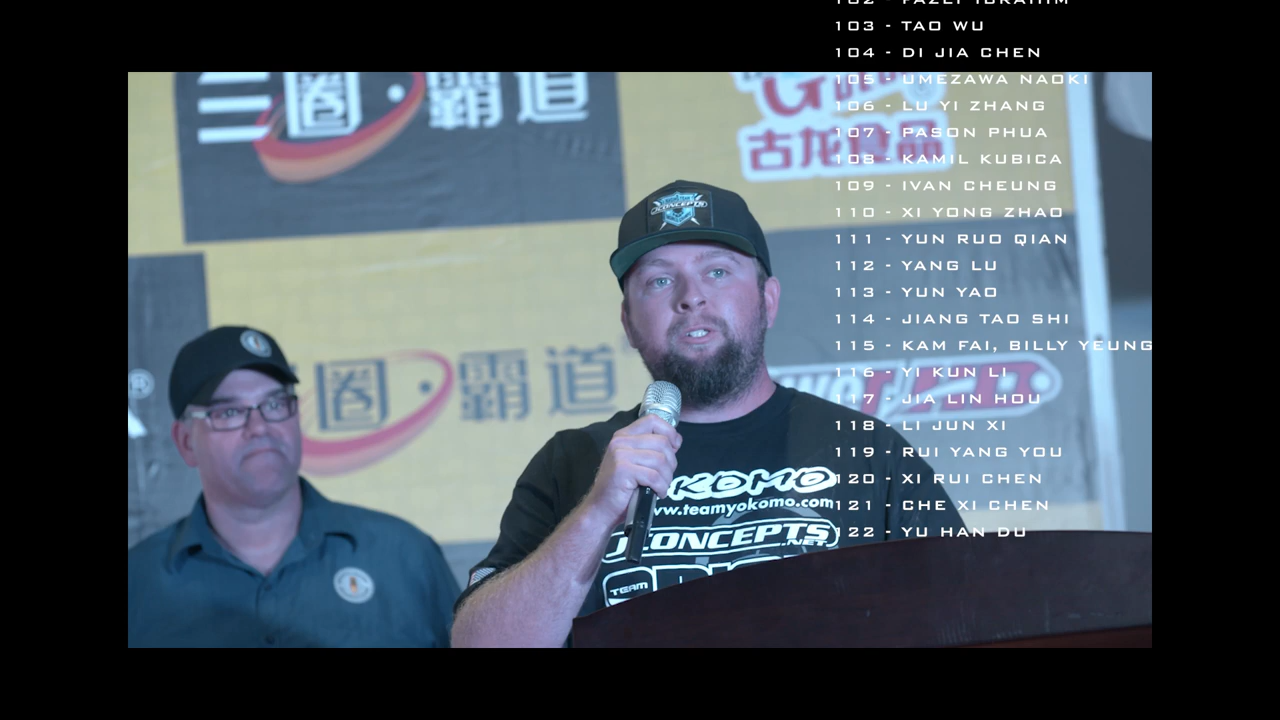 103 - TAO WU
104 - DI JIA CHEN
105 - UMEZAWA NAOKI
106 - LU YI ZHANG
107 - PASON PHUA
108 - KAMIL KUBICA
109 - IVAN CHEUNG
110 - XI YONG ZHAO
111 - YUN RUO QIAN
112 - YANG LU
113 - YUN YAO
114 - JIANG TAO SHI
115 - KAM FAI, BILLY YEUNG
116 - YI KUN LI
117 - JIA LIN HOU
118 - LI JUN XI
119 - RUI YANG YOU
120 - XI RUI CHEN
121 - CHE XI CHEN
122 - YU HAN DU
三圈霸道
古龙食品
圈霸道
JCONCEPTS
www.teamyokomo.com
JCONCEPTS
.NET
TEAM